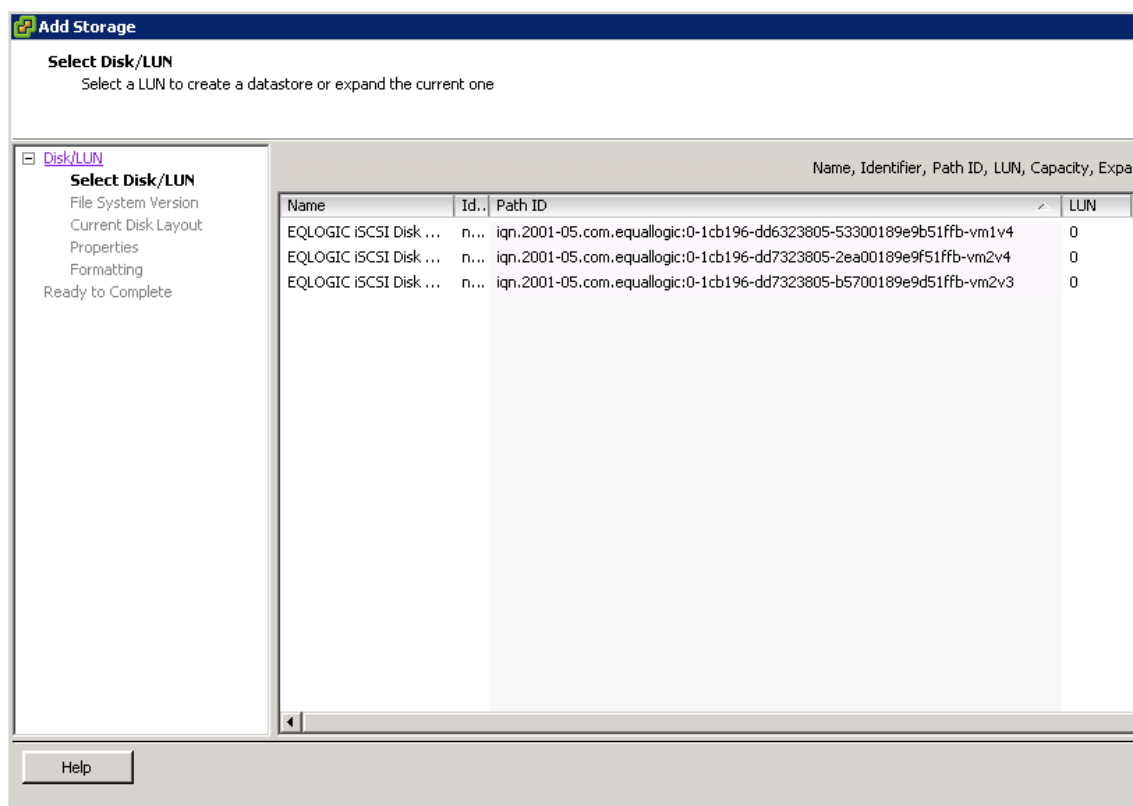 Add Storage
Select Disk/LUN
Select a LUN to create a datastore or expand the current one
Disk/LUN
Select Disk/LUN
File System Version
Current Disk Layout
Properties
Formatting
Ready to Complete
Name, Identifier, Path ID, LUN, Capacity, Expa
Name Id.. Path ID LUN
EQLOGIC iSCSI Disk ... n... iqn.2001-05.com.equallogic:0-1cb196-dd6323805-53300189e9b51ffb-vm1v4 0
EQLOGIC iSCSI Disk ... n... iqn.2001-05.com.equallogic:0-1cb196-dd7323805-2ea00189e9f51ffb-vm2v4 0
EQLOGIC iSCSI Disk ... n... iqn.2001-05.com.equallogic:0-1cb196-dd7323805-b5700189e9d51ffb-vm2v3 0
Help